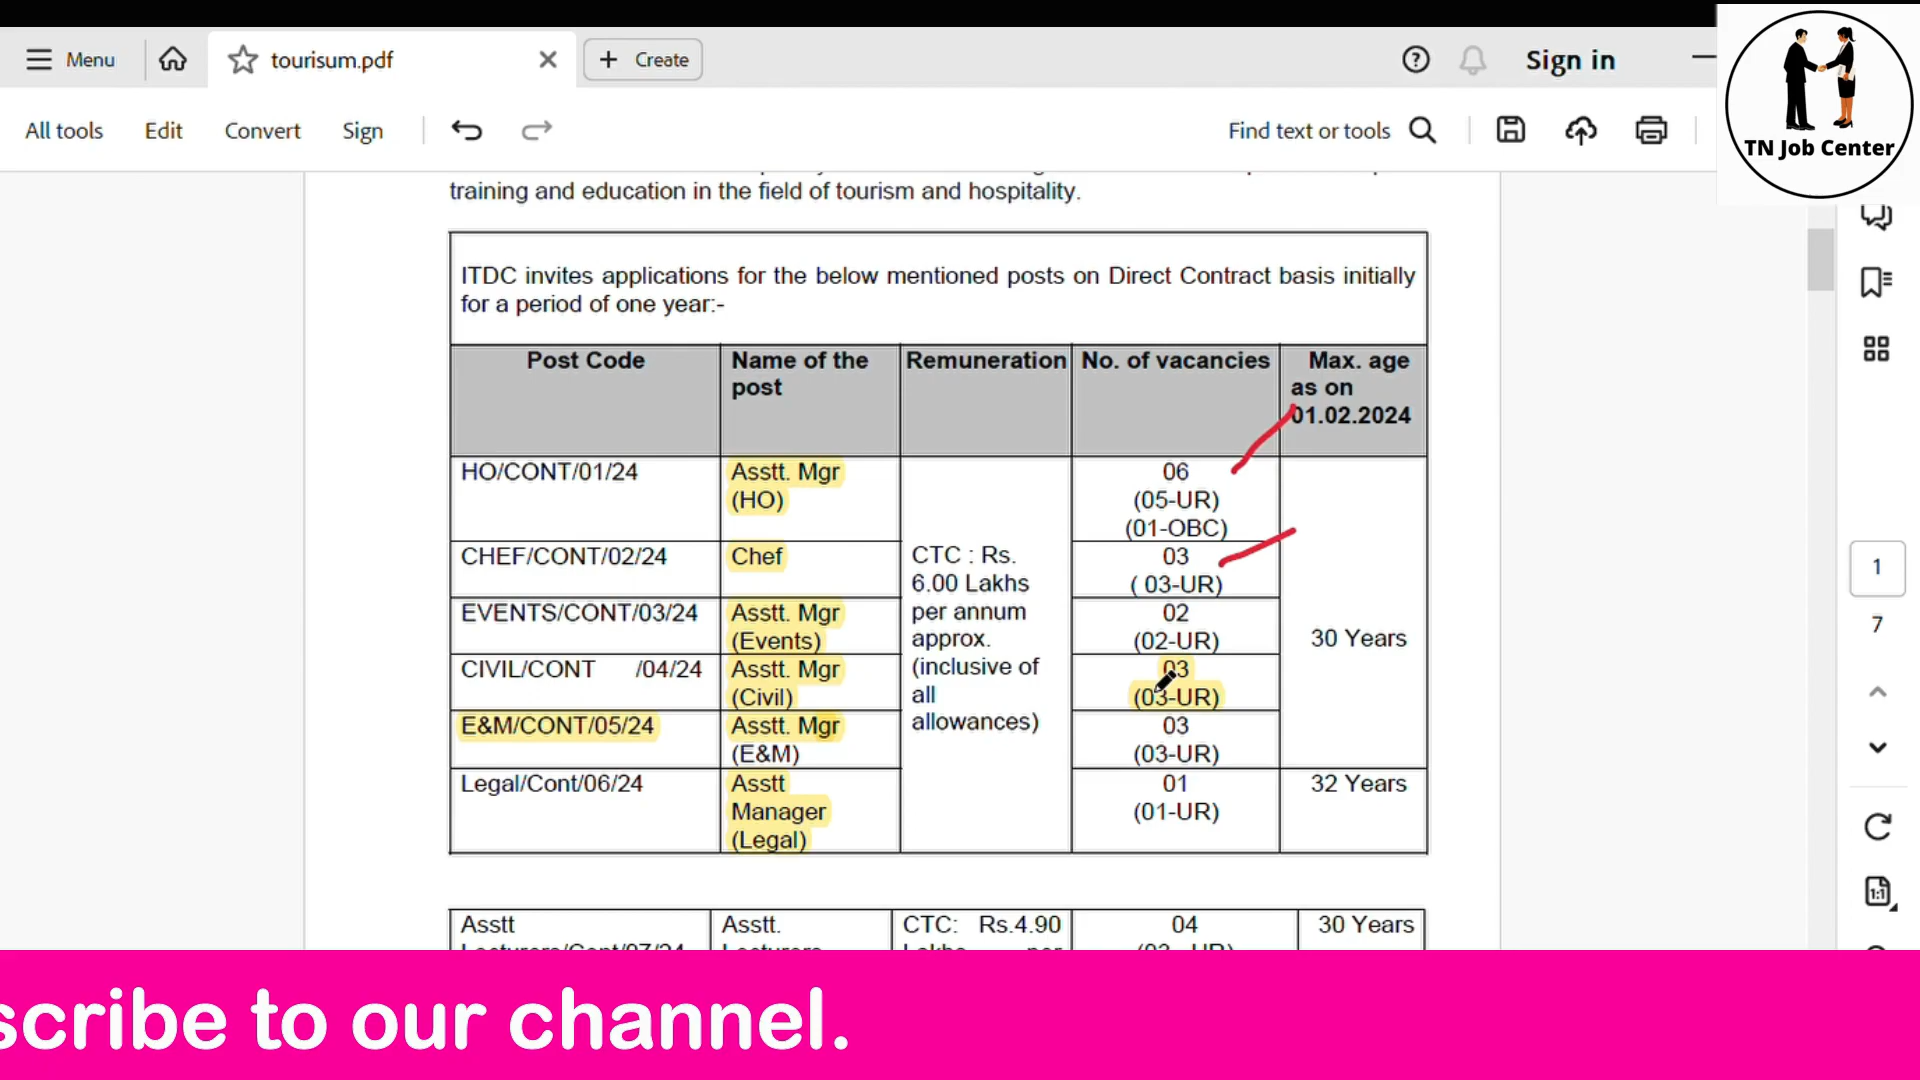 Menu
tourisum.pdf
Create
Sign in
TN Job Center
All tools
Edit
Convert
Sign
Find text or tools
training and education in the field of tourism and hospitality.
ITDC invites applications for the below mentioned posts on Direct Contract basis initially
for a period of one year:-
Post Code
Name of the
post
Remuneration
No. of vacancies
Max. age
as on
01.02.2024
HO/CONT/01/24
Asstt. Mgr
(HO)
CTC : Rs.
6.00 Lakhs
per annum
approx.
(inclusive of
all
allowances)
06
(05-UR)
(01-OBC)
30 Years
CHEF/CONT/02/24
Chef
03
( 03-UR)
EVENTS/CONT/03/24
Asstt. Mgr
(Events)
02
(02-UR)
CIVIL/CONT /04/24
Asstt. Mgr
(Civil)
03
(03-UR)
E&M/CONT/05/24
Asstt. Mgr
(E&M)
03
(03-UR)
Legal/Cont/06/24
Asstt
Manager
(Legal)
01
(01-UR)
32 Years
Asstt
Asstt.
CTC: Rs.4.90
04
30 Years
1
7
1:1
scribe to our channel.